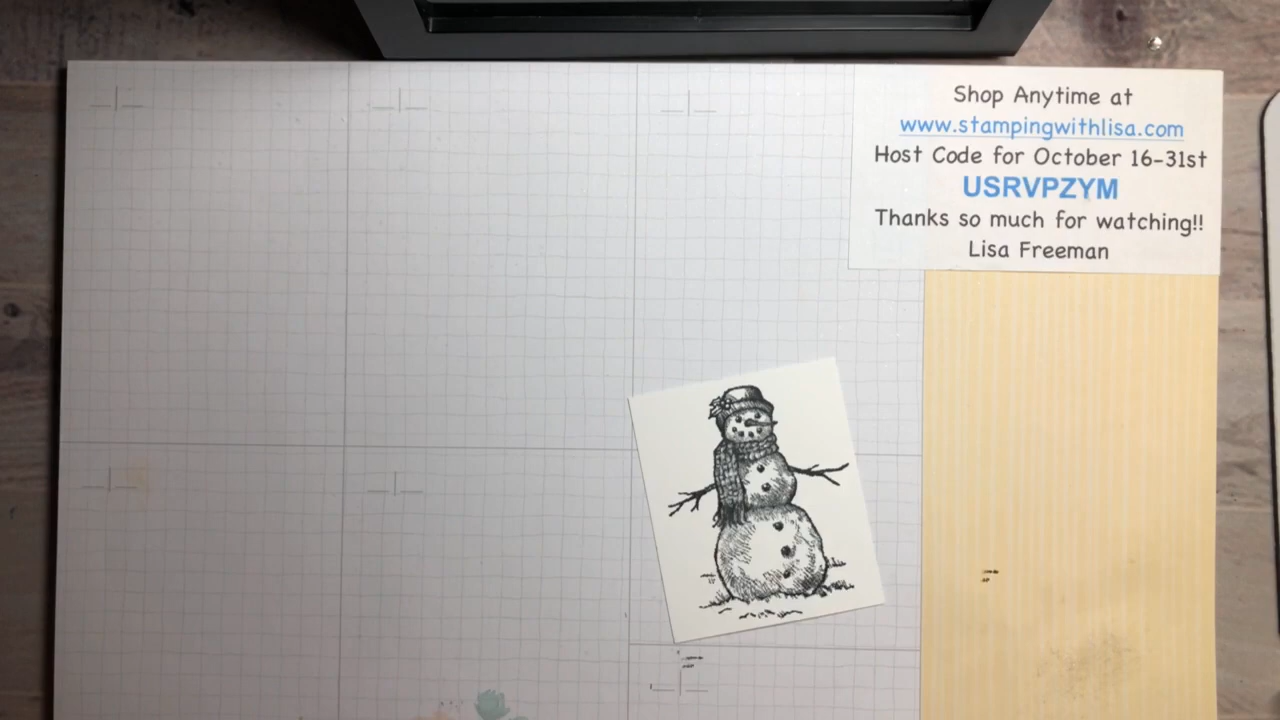 Shop Anytime at
www.stampingwithlisa.com
Host Code for October 16-31st
USRVPZYM
Thanks so much for watching!!
Lisa Freeman